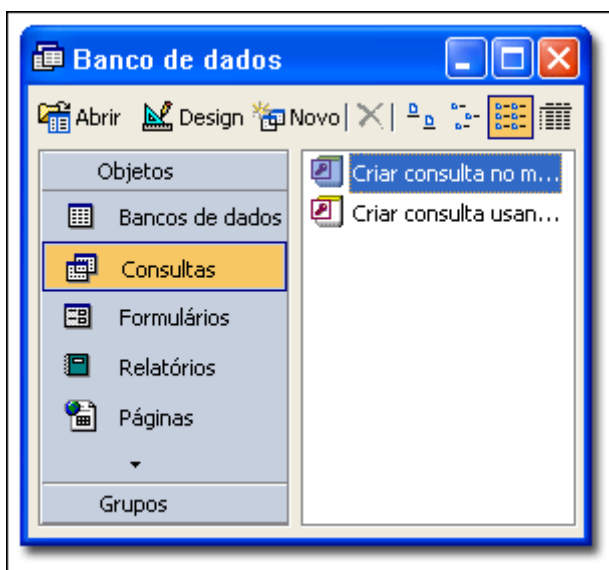 Banco de dados
Abrir Design Novo
Objetos
Bancos de dados
Consultas
Formulários
Relatórios
Páginas
Grupos
Criar consulta no m...
Criar consulta usan...